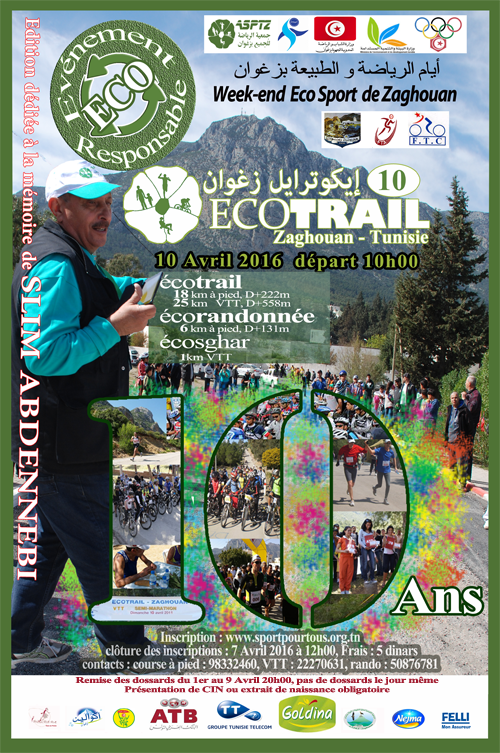 Edition dédiée à la mémoire de SLIM ABDENNEBI
Evénement
ECO
Responsable
ASPTZ
جمعية الرياضة
للجميع بزغوان
أيام الرياضة و الطبيعة بزغوان
Week-end Eco Sport de Zaghouan
F.T.C
إيكوترايل زغوان 10
ECOTRAIL
Zaghouan - Tunisie
10 Avril 2016 départ 10h00
écotrail
18 km à pied, D+222m
25 km VTT, D+558m
écorandonnée
6 km à pied, D+131m
écosghar
1km VTT
10 Ans
ECOTRAIL - ZAGHOUAN
VTT SEMI-MARATHON
Inscription : www.sportpourtous.org.tn
clôture des inscriptions : 7 Avril 2016 à 12h00, Frais : 5 dinars
contacts : course à pied : 98332460, VTT : 22270631, rando : 50876781
Remise des dossards du 1er au 9 Avril 20h00, pas de dossards le jour même
Présentation de CIN ou extrait de naissance obligatoire
ATB
TT
GROUPE TUNISIE TELECOM
Goldina
Nejma
FELLI